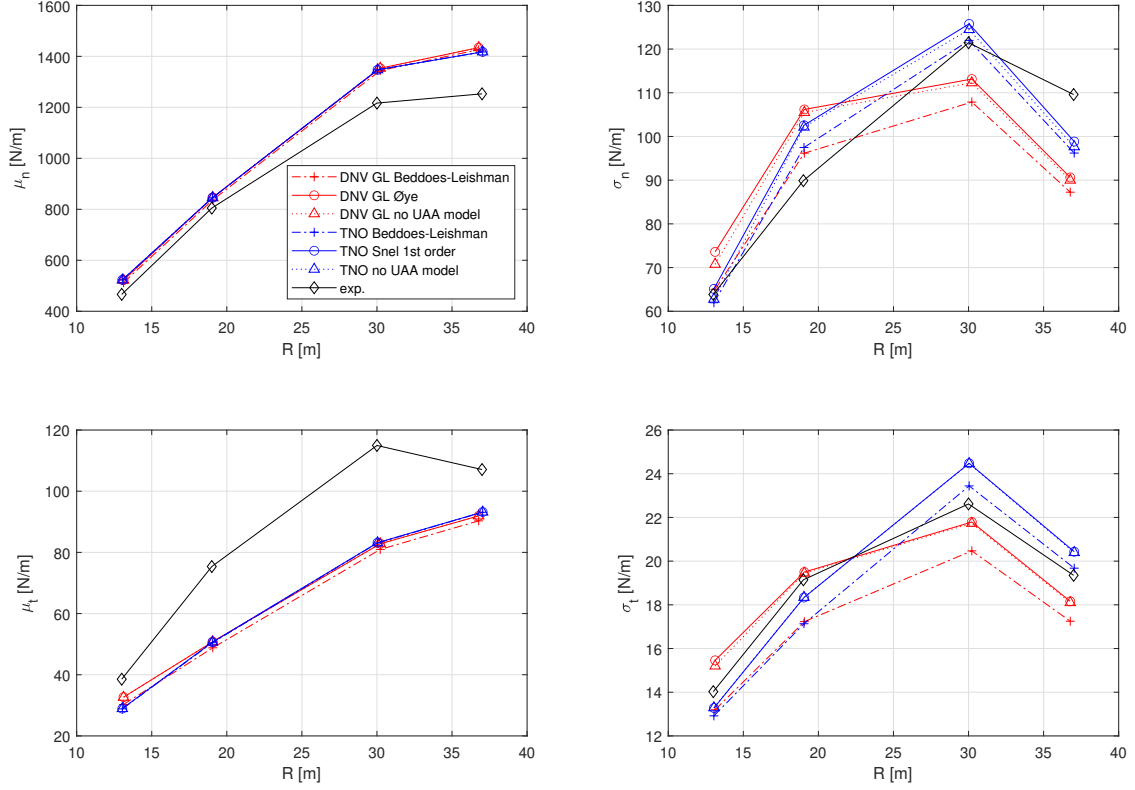 1600
1400
1200
1000
800
600
400
μn [N/m]
10 15 20 25 30 35 40
R [m]
DNV GL Beddoes-Leishman
DNV GL Øye
DNV GL no UAA model
TNO Beddoes-Leishman
TNO Snel 1st order
TNO no UAA model
exp.
130
120
110
100
90
80
70
60
σn [N/m]
10 15 20 25 30 35 40
R [m]
120
100
80
60
40
20
μt [N/m]
10 15 20 25 30 35 40
R [m]
26
24
22
20
18
16
14
12
σt [N/m]
10 15 20 25 30 35 40
R [m]